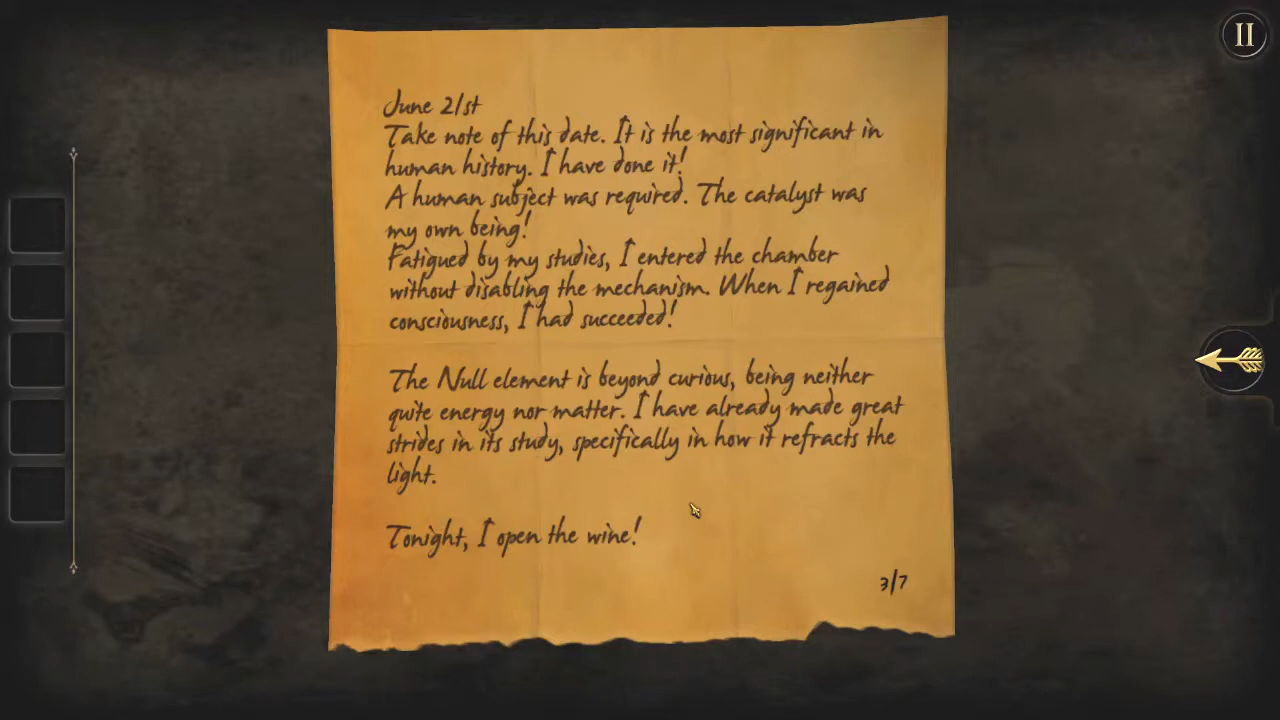 June 21st
Take note of this date. It is the most significant in
human history. I have done it!
A human subject was required. The catalyst was
my own being!
Fatigued by my studies, I entered the chamber
without disabling the mechanism. When I regained
consciousness, I had succeeded!
The Null element is beyond curious, being neither
quite energy nor matter. I have already made great
strides in its study, specifically in how it refracts the
light.
Tonight, I open the wine!
3/7